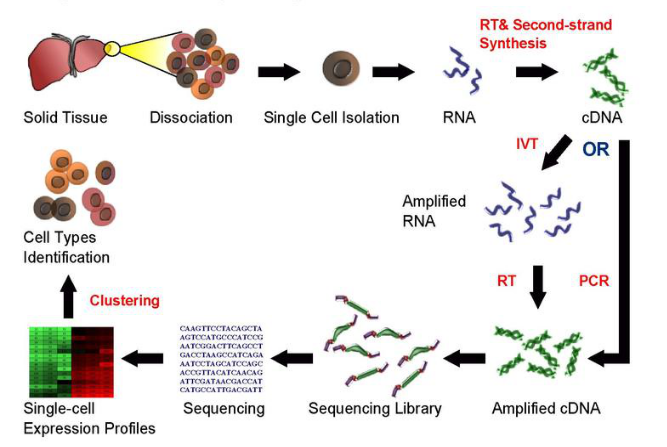 RT& Second-strand
Synthesis
Solid Tissue
Dissociation
Single Cell Isolation
RNA
cDNA
IVT
OR
Amplified
RNA
RT
PCR
Cell Types
Identification
Clustering
CAAGTTCCTACAGCTA
AGTCCATGCCCATCCG
AATCGGACTTCAGCCT
GACCTAAGCCATCAGA
AATCCTAGCATCCAGC
ACCGTTACATCAACAG
ATTCGATAACGACCAT
CATGCCATTGACGATT
Single-cell
Expression Profiles
Sequencing
Sequencing Library
Amplified cDNA